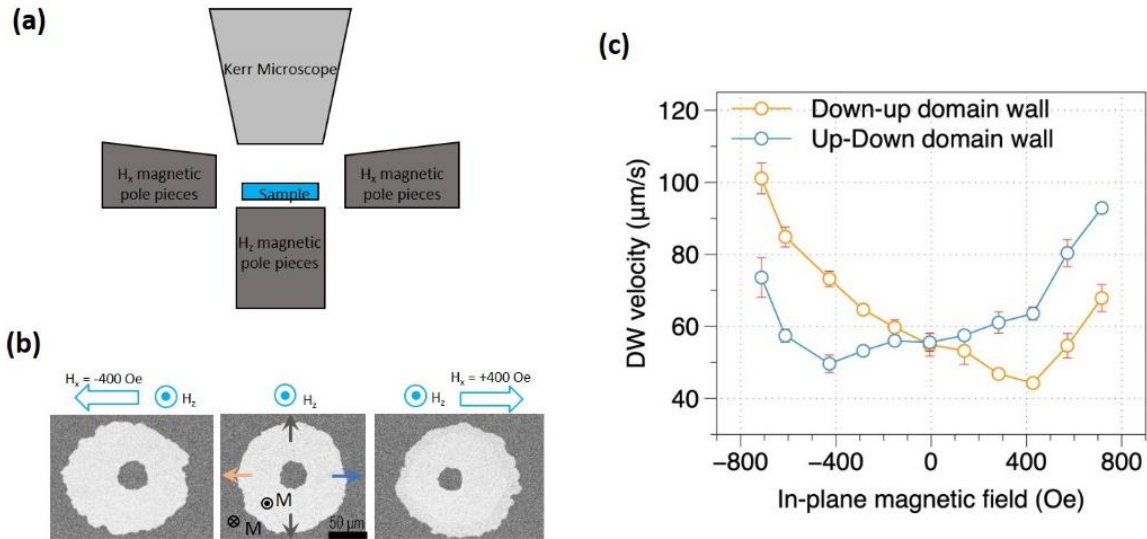 (a)
Kerr Microscope
Hx magnetic
pole pieces
Sample
Hx magnetic
pole pieces
Hz magnetic
pole pieces
(b)
Hx = -400 Oe
Hz
Hz
Hz
Hx = +400 Oe
M
M
50 µm
(c)
Down-up domain wall
Up-Down domain wall
DW velocity (µm/s)
120
100
80
60
40
−800
−400
0
400
800
In-plane magnetic field (Oe)